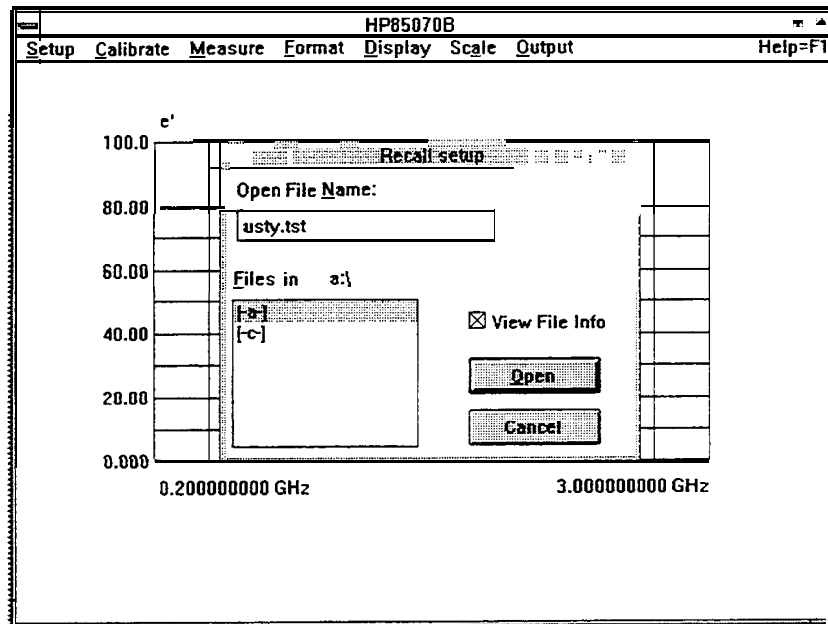 HP85070B
Setup Calibrate Measure Format Display Scale Output Help=F1
e'
100.0
80.00
60.00
40.00
20.00
0.000
0.200000000 GHz 3.000000000 GHz
Recall setup
Open File Name:
usty.tst
Files in a:\
[-a-]
[-c-]
View File Info
Open
Cancel